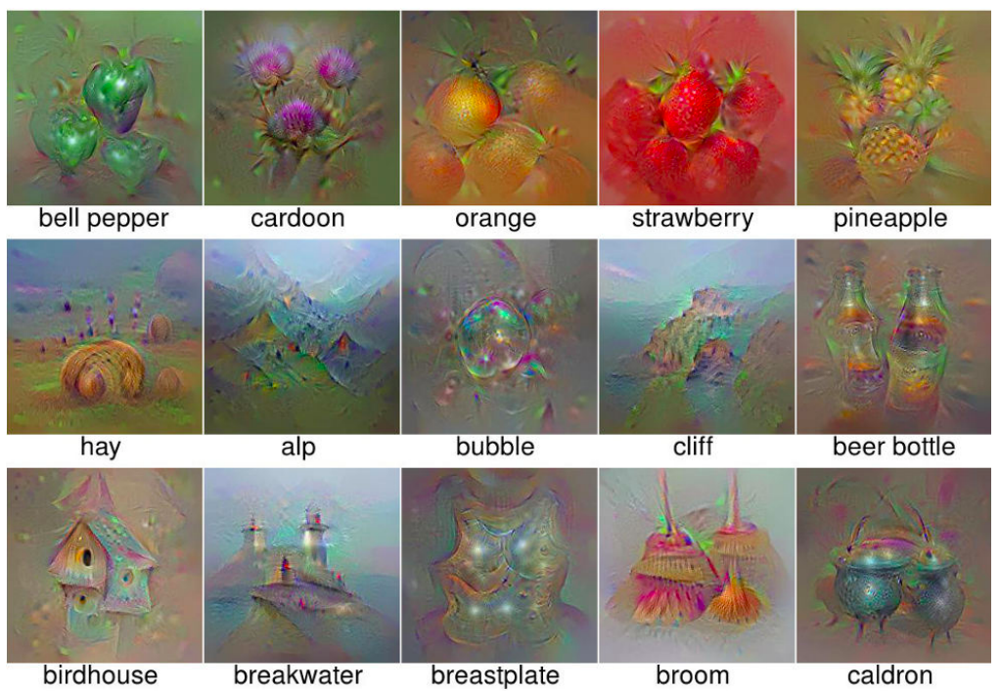 bell pepper
cardoon
orange
strawberry
pineapple
hay
alp
bubble
cliff
beer bottle
birdhouse
breakwater
breastplate
broom
caldron